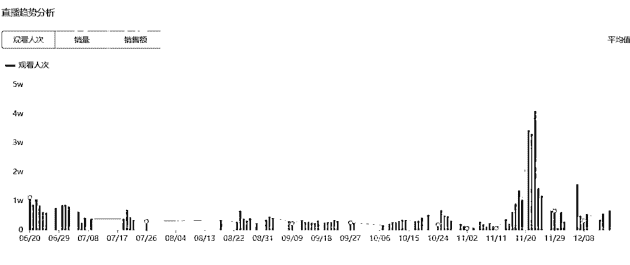 直播趋势分析
观看人次 销量 销售额 平均值
观看人次
5w
4w
3w
2w
1w
0
06/20 06/29 07/08 07/17 07/26 08/04 08/13 08/22 08/31 09/09 09/18 09/27 10/06 10/15 10/24 11/02 11/11 11/20 11/29 12/08